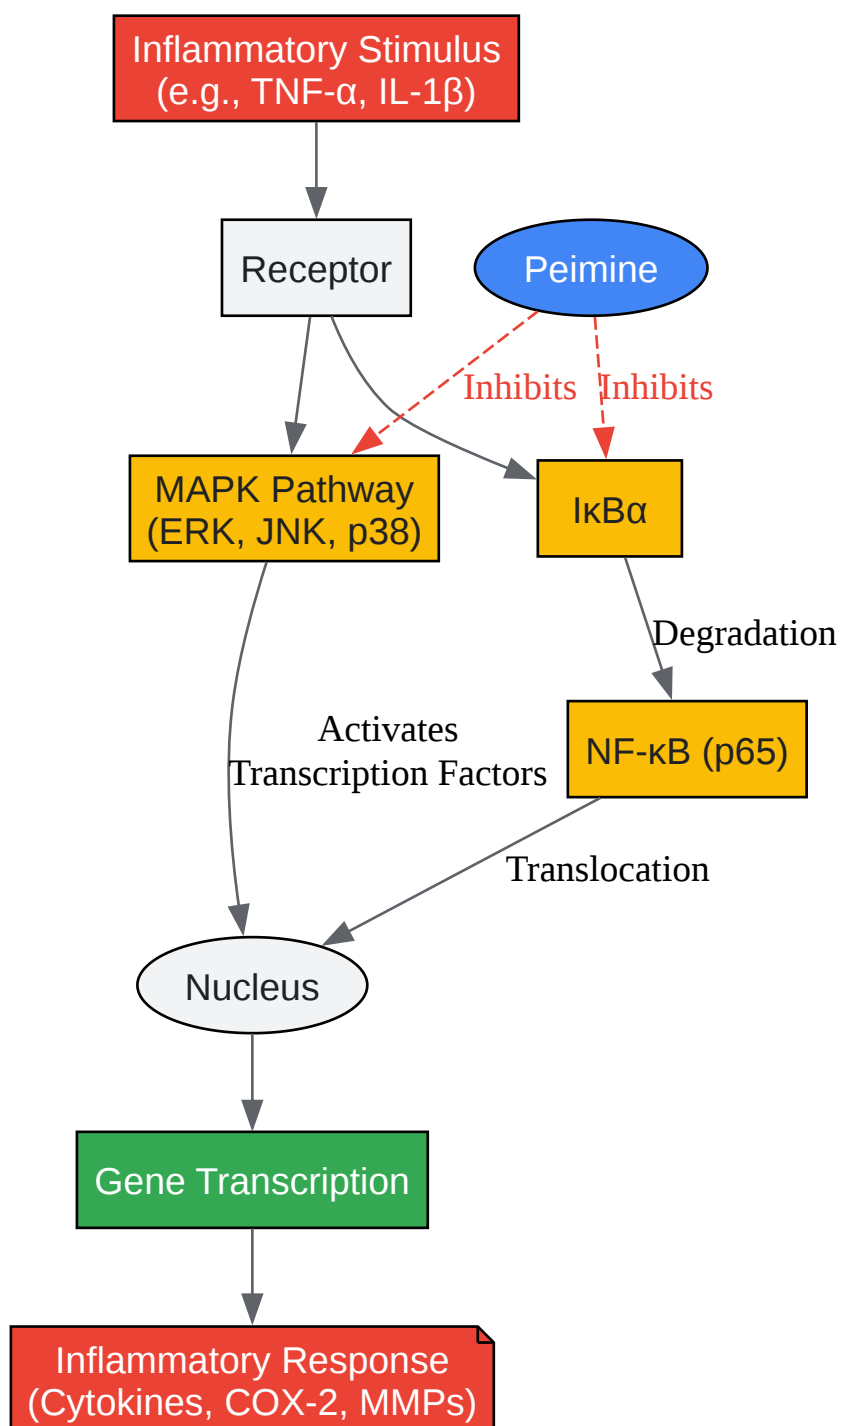 Inflammatory Stimulus
(e.g., TNF-α, IL-1β)
Receptor
Peimine
Inhibits
Inhibits
MAPK Pathway
(ERK, JNK, p38)
IκBα
Degradation
Activates
Transcription Factors
NF-κB (p65)
Translocation
Nucleus
Gene Transcription
Inflammatory Response
(Cytokines, COX-2, MMPs)